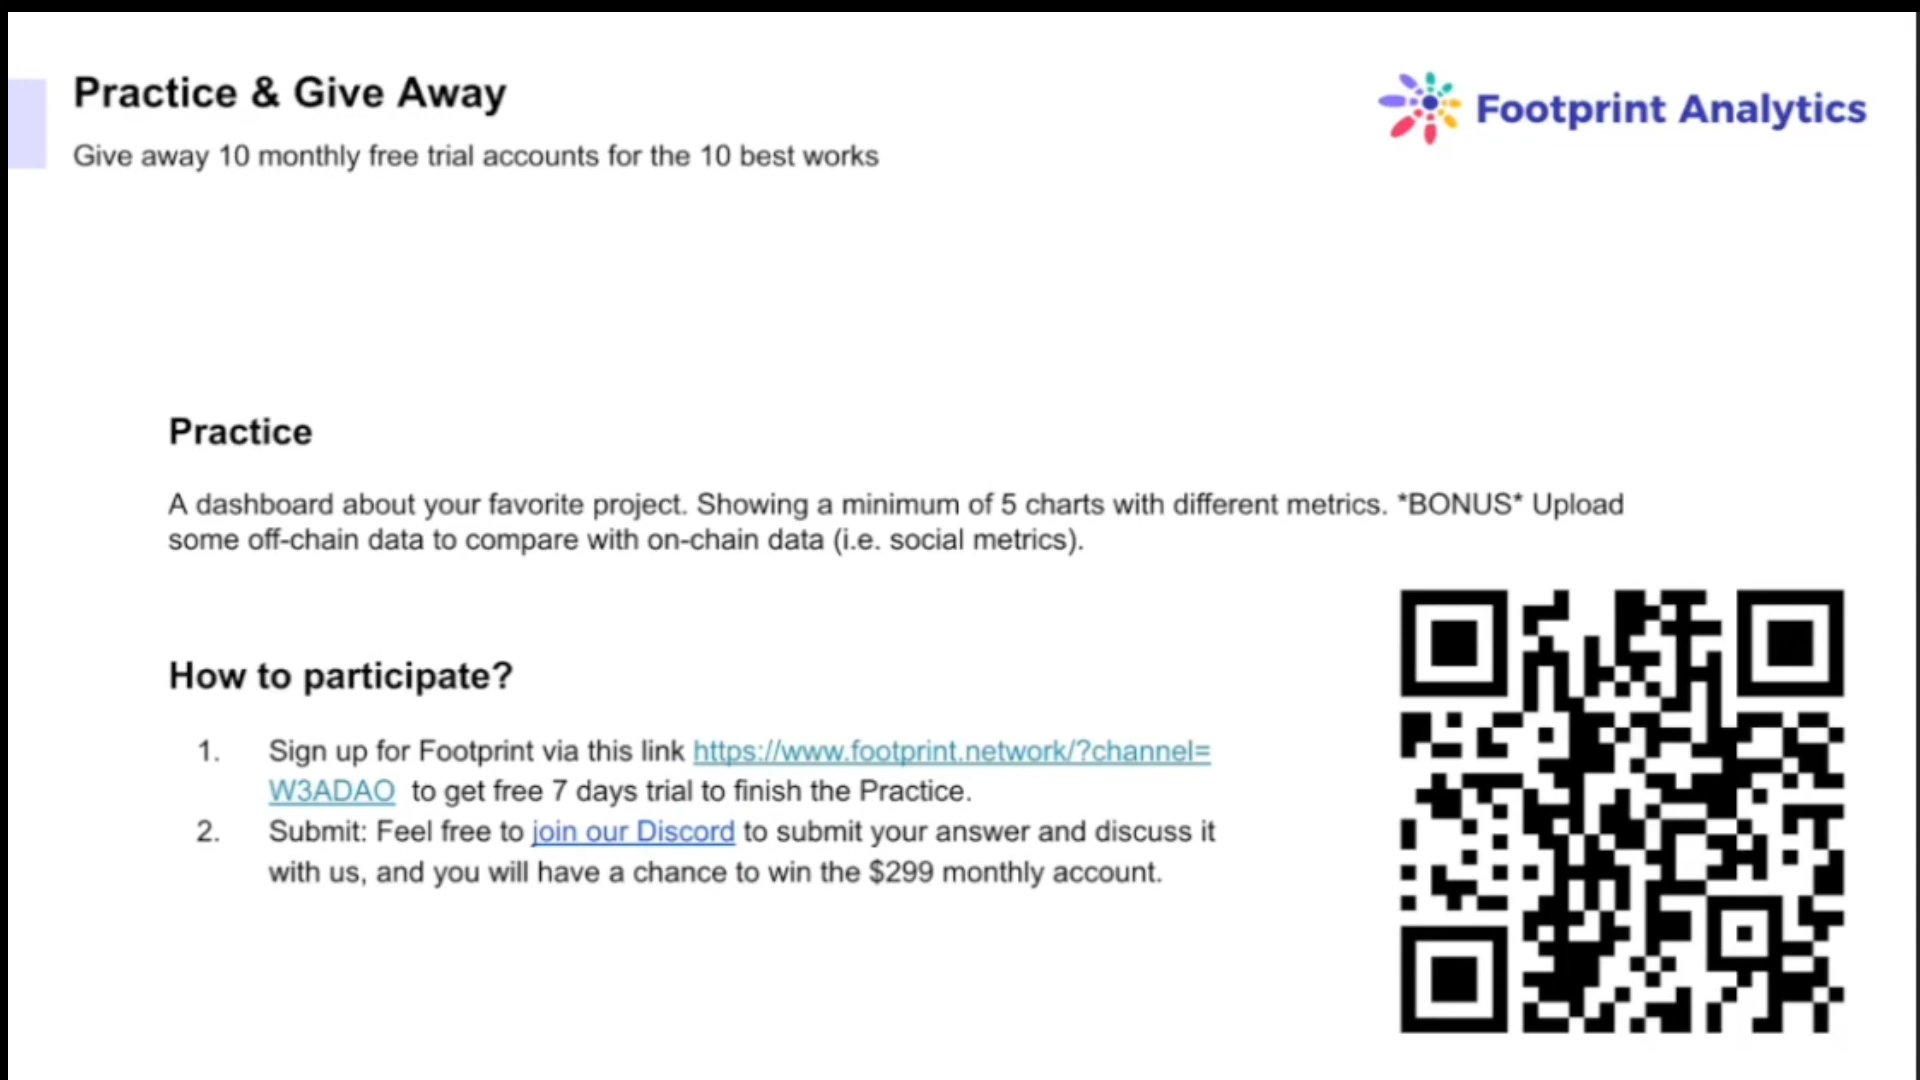 Practice & Give Away
Footprint Analytics
Give away 10 monthly free trial accounts for the 10 best works
Practice
A dashboard about your favorite project. Showing a minimum of 5 charts with different metrics. *BONUS* Upload
some off-chain data to compare with on-chain data (i.e. social metrics).
How to participate?
1. Sign up for Footprint via this link https://www.footprint.network/?channel=
W3ADAO to get free 7 days trial to finish the Practice.
2. Submit: Feel free to join our Discord to submit your answer and discuss it
with us, and you will have a chance to win the $299 monthly account.